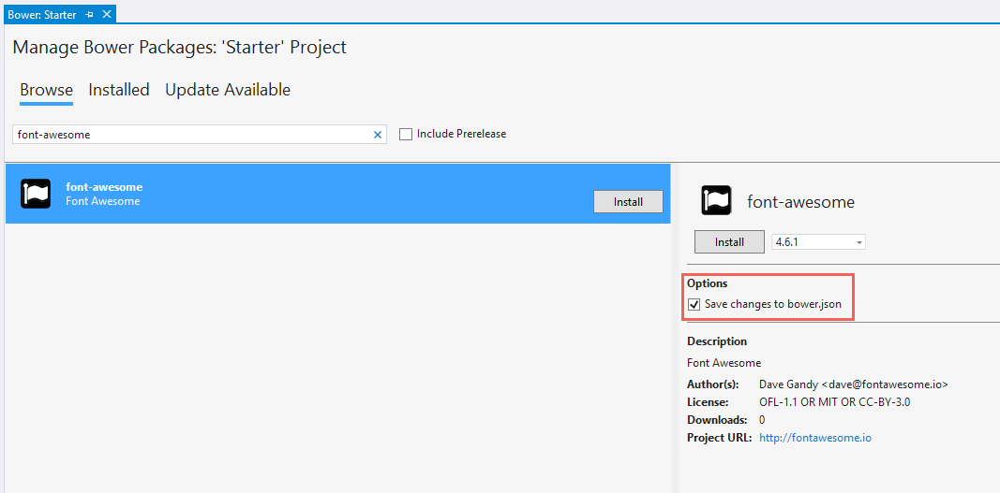 Bower: Starter
Manage Bower Packages: 'Starter' Project
Browse Installed Update Available
font-awesome
Include Prerelease
font-awesome
Font Awesome
Install
font-awesome
Install 4.6.1
Options
Save changes to bower.json
Description
Font Awesome
Author(s): Dave Gandy <dave@fontawesome.io>
License: OFL-1.1 OR MIT OR CC-BY-3.0
Downloads: 0
Project URL: http://fontawesome.io